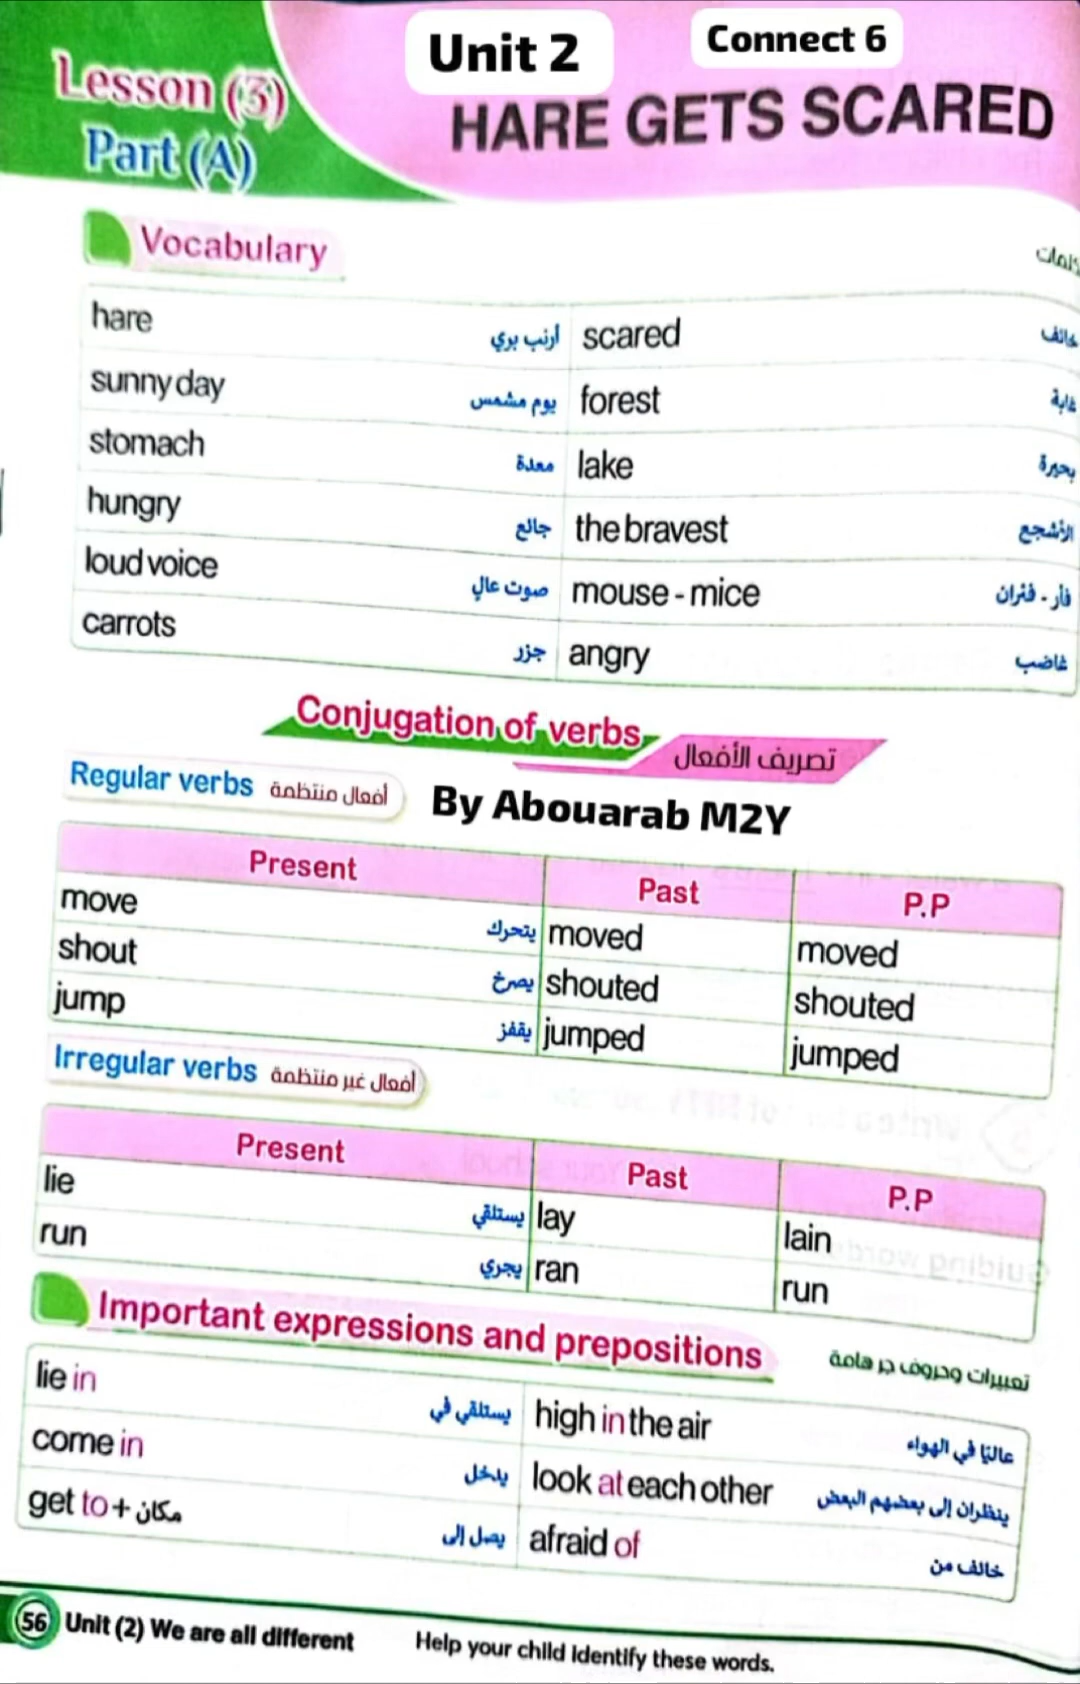 Unit 2
Connect 6
Lesson (3)
Part (A)
HARE GETS SCARED
Vocabulary
hare أرنب بري scared خائف
sunny day يوم مشمس forest غابة
stomach معدة lake بحيرة
hungry جائع the bravest الأشجع
loud voice صوت عالٍ mouse - mice فأر - فئران
carrots جزر angry غاضب
Conjugation of verbs تصريف الأفعال
Regular verbs أفعال منتظمة
By Abouarab M2Y
Present Past P.P
move يتحرك moved moved
shout يصرخ shouted shouted
jump يقفز jumped jumped
Irregular verbs أفعال غير منتظمة
Present Past P.P
lie يستلقي lay lain
run يجري ran run
Important expressions and prepositions تعبيرات وحروف جر هامة
lie in يستلقي في high in the air عاليًا في الهواء
come in يدخل look at each other ينظران إلى بعضهم البعض
get to + مكان يصل إلى afraid of خائف من
56 Unit (2) We are all different Help your child identify these words.